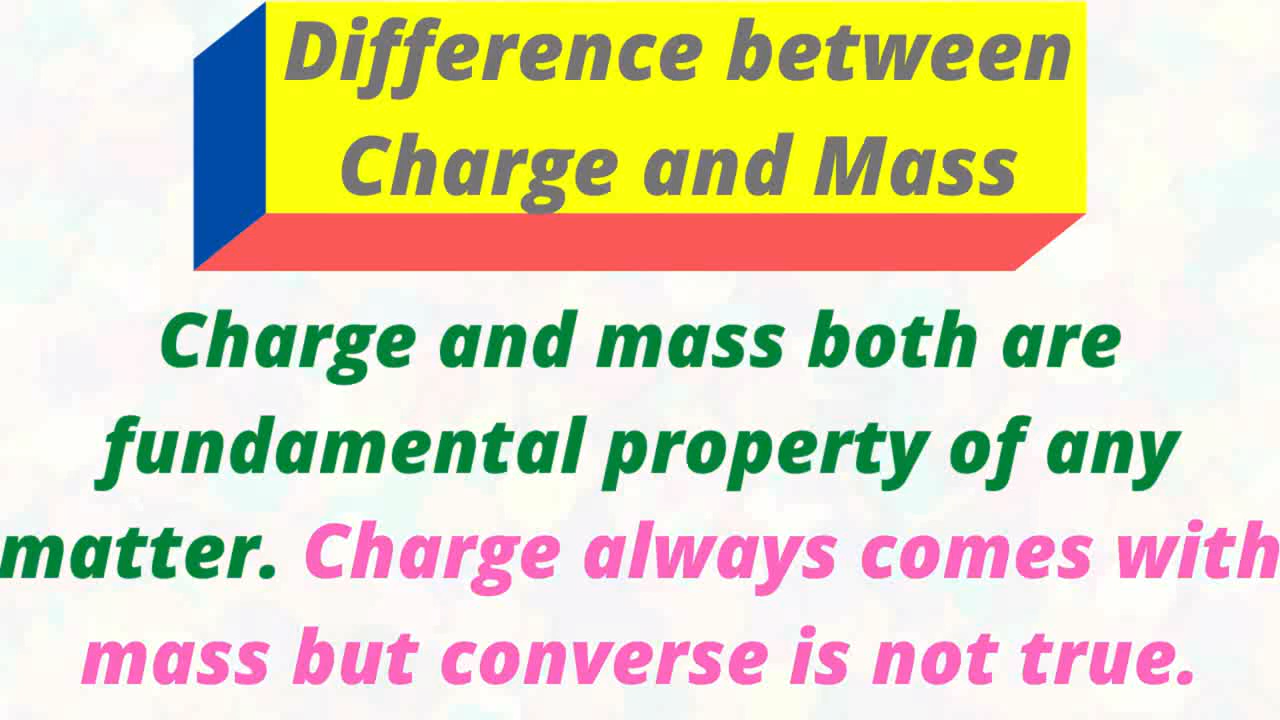 Difference between
Charge and Mass
Charge and mass both are
fundamental property of any
matter. Charge always comes with
mass but converse is not true.